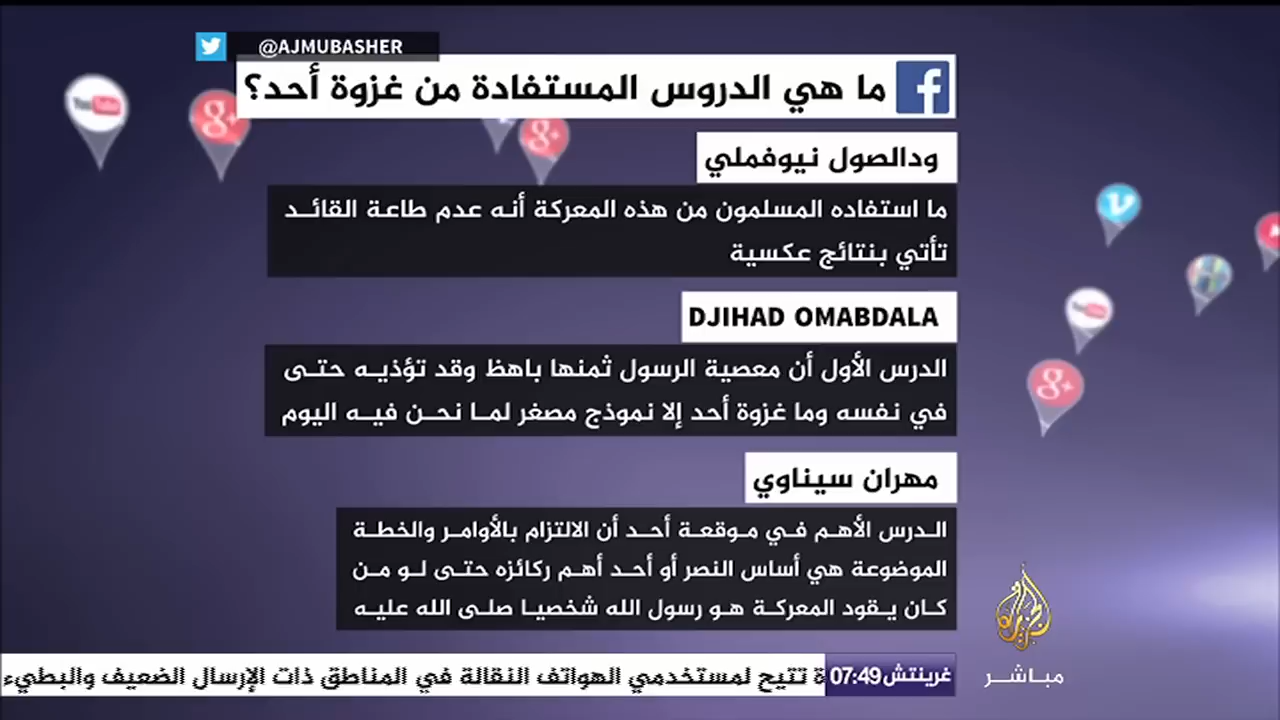 @AJMUBASHER
ما هي الدروس المستفادة من غزوة أحد؟
ودالصول نيوفملي
ما استفاده المسلمون من هذه المعركة أنه عدم طاعة القائد
تأتي بنتائج عكسية
DJIHAD OMABDALA
الدرس الأول أن معصية الرسول ثمنها باهظ وقد تؤذيه حتى
في نفسه وما غزوة أحد إلا نموذج مصغر لما نحن فيه اليوم
مهران سيناوي
الدرس الأهم في موقعة أحد أن الالتزام بالأوامر والخطة
الموضوعة هي أساس النصر أو أحد أهم ركائزه حتى لو من
كان يقود المعركة هو رسول الله شخصيا صلى الله عليه
الجزيرة
مباشر
غرينتش 07:49
ة تتيح لمستخدمي الهواتف النقالة في المناطق ذات الإرسال الضعيف والبطيء